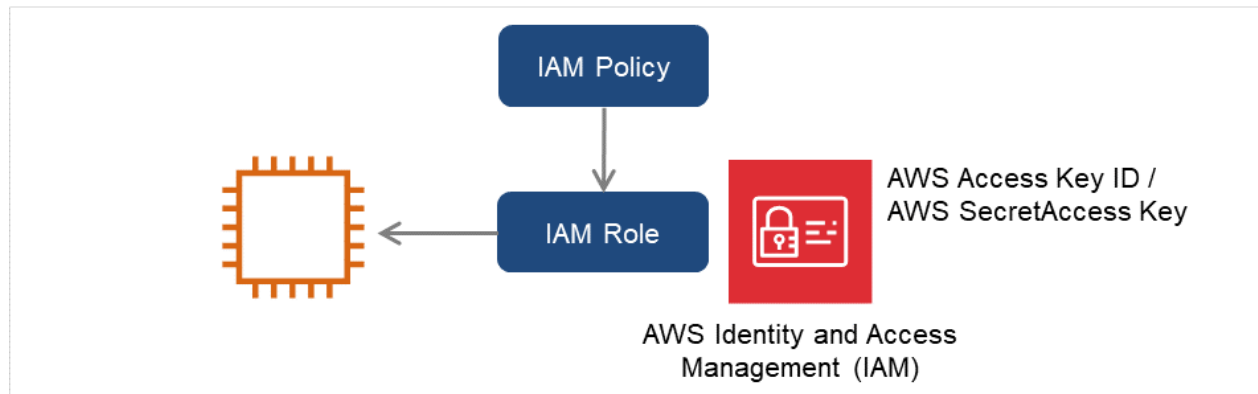 IAM Policy
IAM Role
AWS Access Key ID /
AWS SecretAccess Key
AWS Identity and Access
Management (IAM)